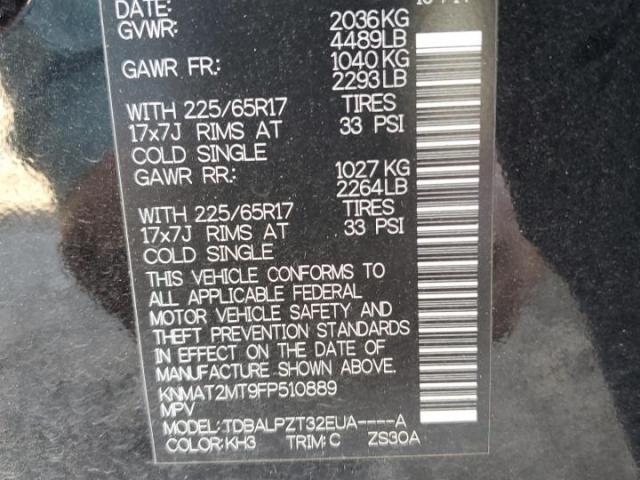 DATE:
GVWR: 2036KG
4489LB
GAWR FR: 1040KG
2293LB
WITH 225/65R17 TIRES
17x7J RIMS AT 33 PSI
COLD SINGLE
GAWR RR: 1027 KG
2264LB
WITH 225/65R17 TIRES
17x7J RIMS AT 33 PSI
COLD SINGLE
THIS VEHICLE CONFORMS TO
ALL APPLICABLE FEDERAL
MOTOR VEHICLE SAFETY AND
THEFT PREVENTION STANDARDS
IN EFFECT ON THE DATE OF
MANUFACTURE SHOWN ABOVE.
KNMAT2MT9FP510889
MPV
MODEL: TDBALPZT32EUA----A
COLOR: KH3 TRIM: C ZS30A